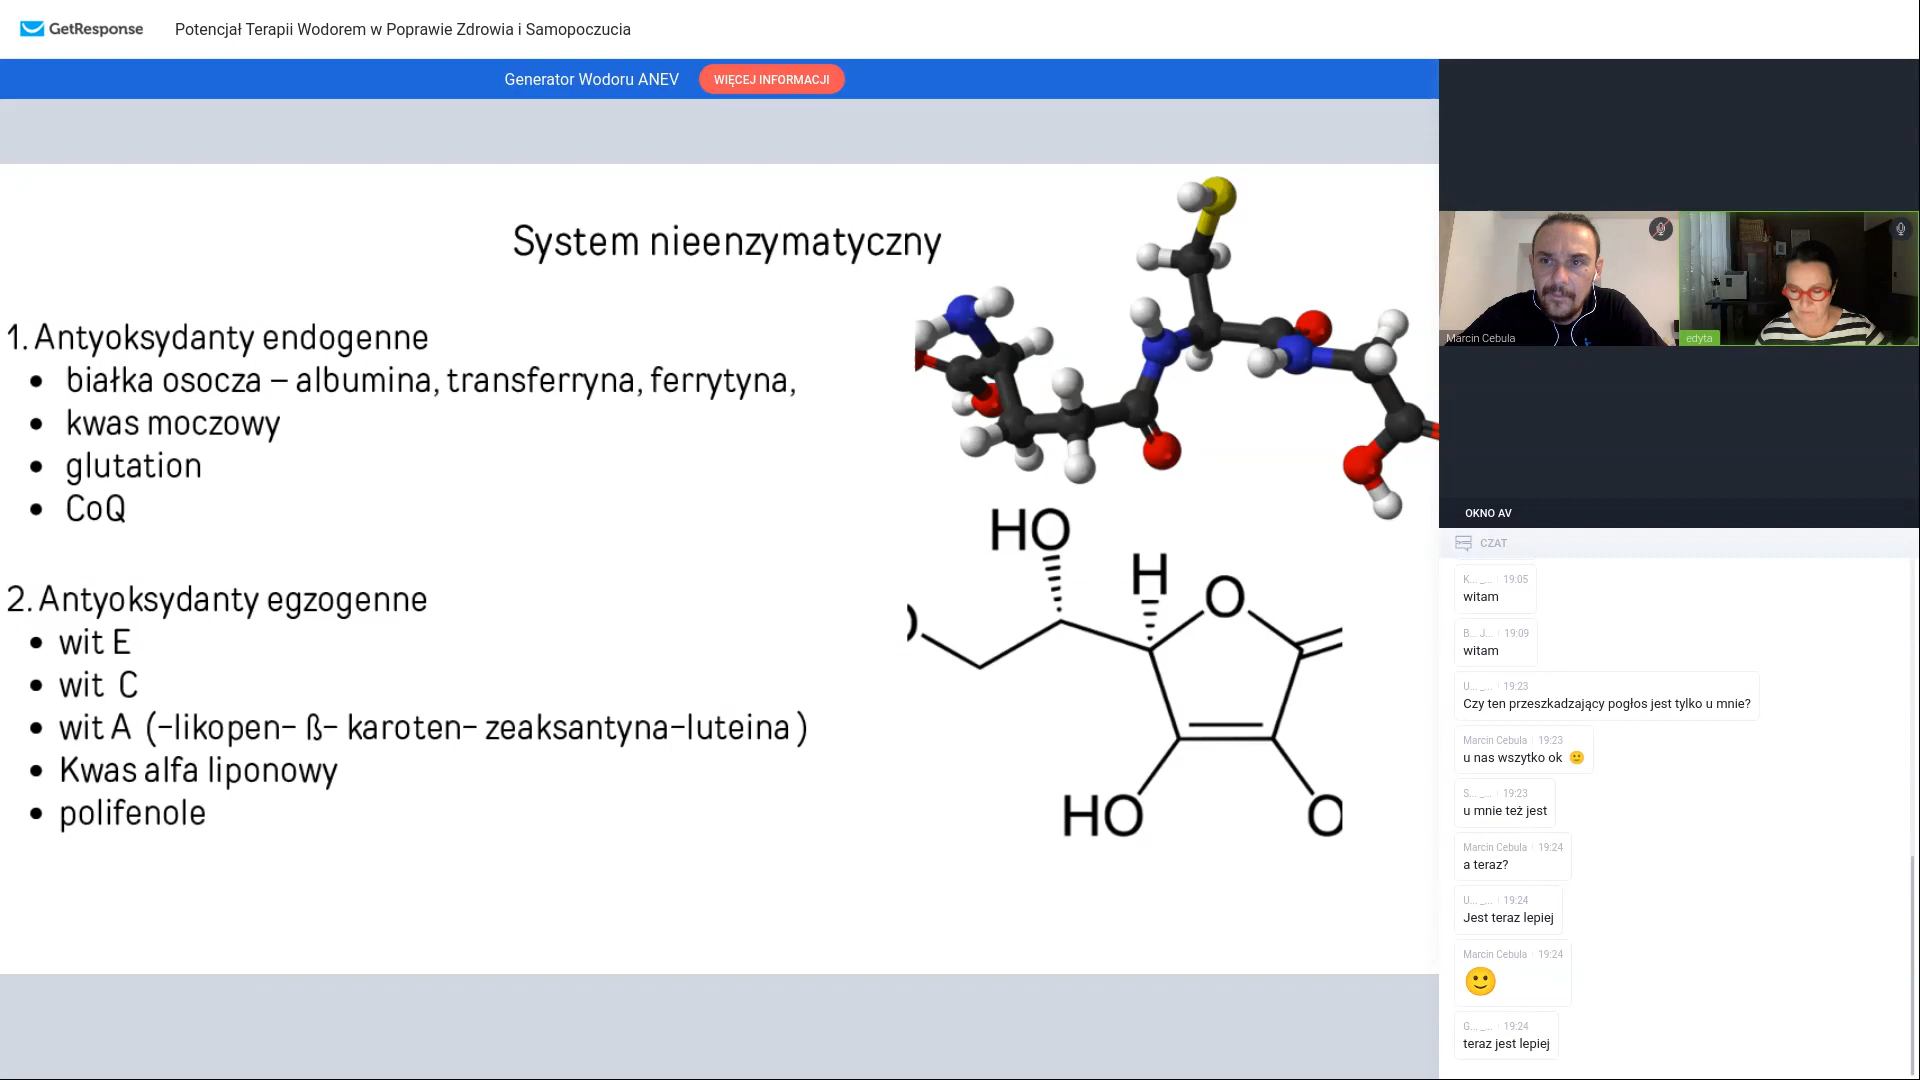 GetResponse
Potencjał Terapii Wodorem w Poprawie Zdrowia i Samopoczucia
Generator Wodoru ANEV
WIĘCEJ INFORMACJI
System nieenzymatyczny
1. Antyoksydanty endogenne
• białka osocza – albumina, transferryna, ferrytyna,
• kwas moczowy
• glutation
• CoQ
2. Antyoksydanty egzogenne
• wit E
• wit C
• wit A (-likopen- ß- karoten- zeaksantyna-luteina )
• Kwas alfa liponowy
• polifenole
HO
H
O
HO
O
Marcin Cebula
edyta
OKNO AV
CZAT
K... _... 19:05
witam
B... J... 19:09
witam
U... _... 19:23
Czy ten przeszkadzający pogłos jest tylko u mnie?
Marcin Cebula 19:23
u nas wszytko ok 🙂
S... _... 19:23
u mnie też jest
Marcin Cebula 19:24
a teraz?
U... _... 19:24
Jest teraz lepiej
Marcin Cebula 19:24
🙂
G... _... 19:24
teraz jest lepiej